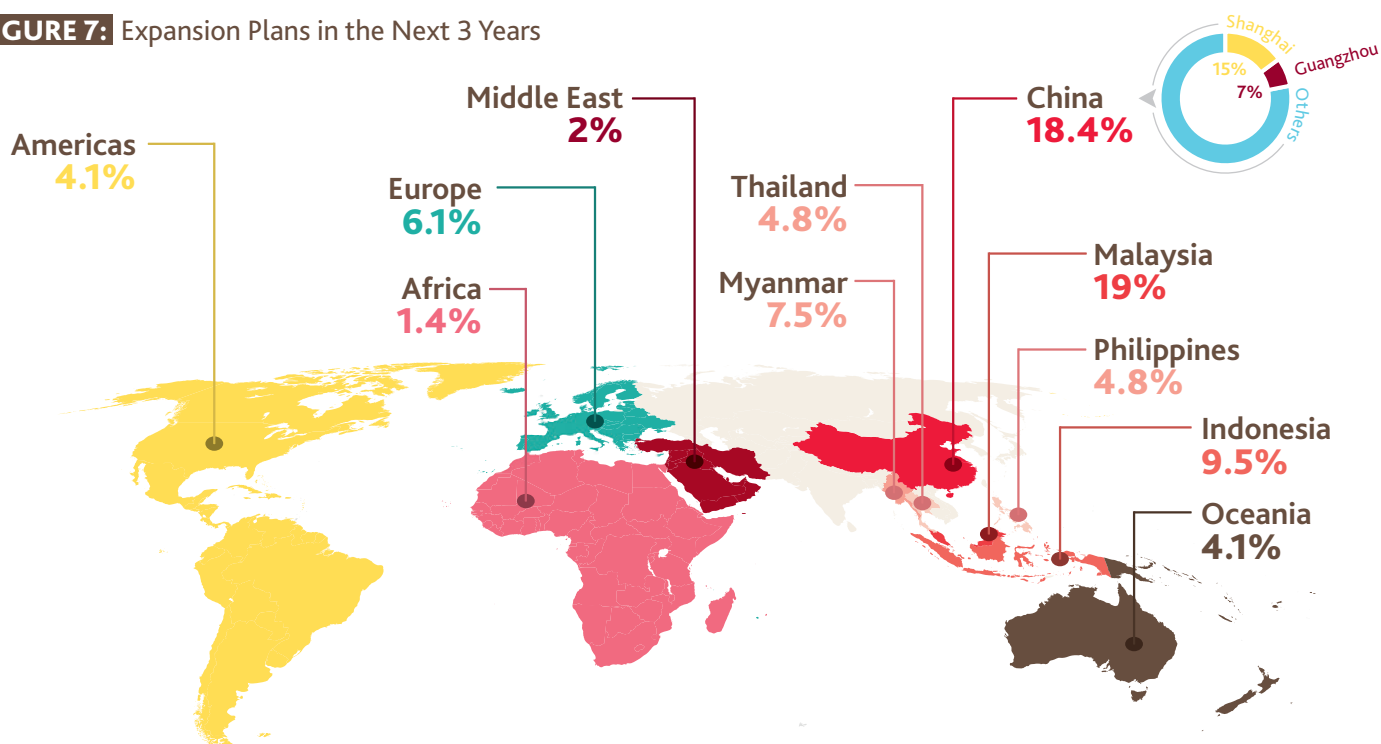 GURE 7: Expansion Plans in the Next 3 Years
Shanghai
15%
Guangzhou
7%
Others
Middle East
2%
China
18.4%
Americas
4.1%
Europe
6.1%
Thailand
4.8%
Malaysia
19%
Africa
1.4%
Myanmar
7.5%
Philippines
4.8%
Indonesia
9.5%
Oceania
4.1%